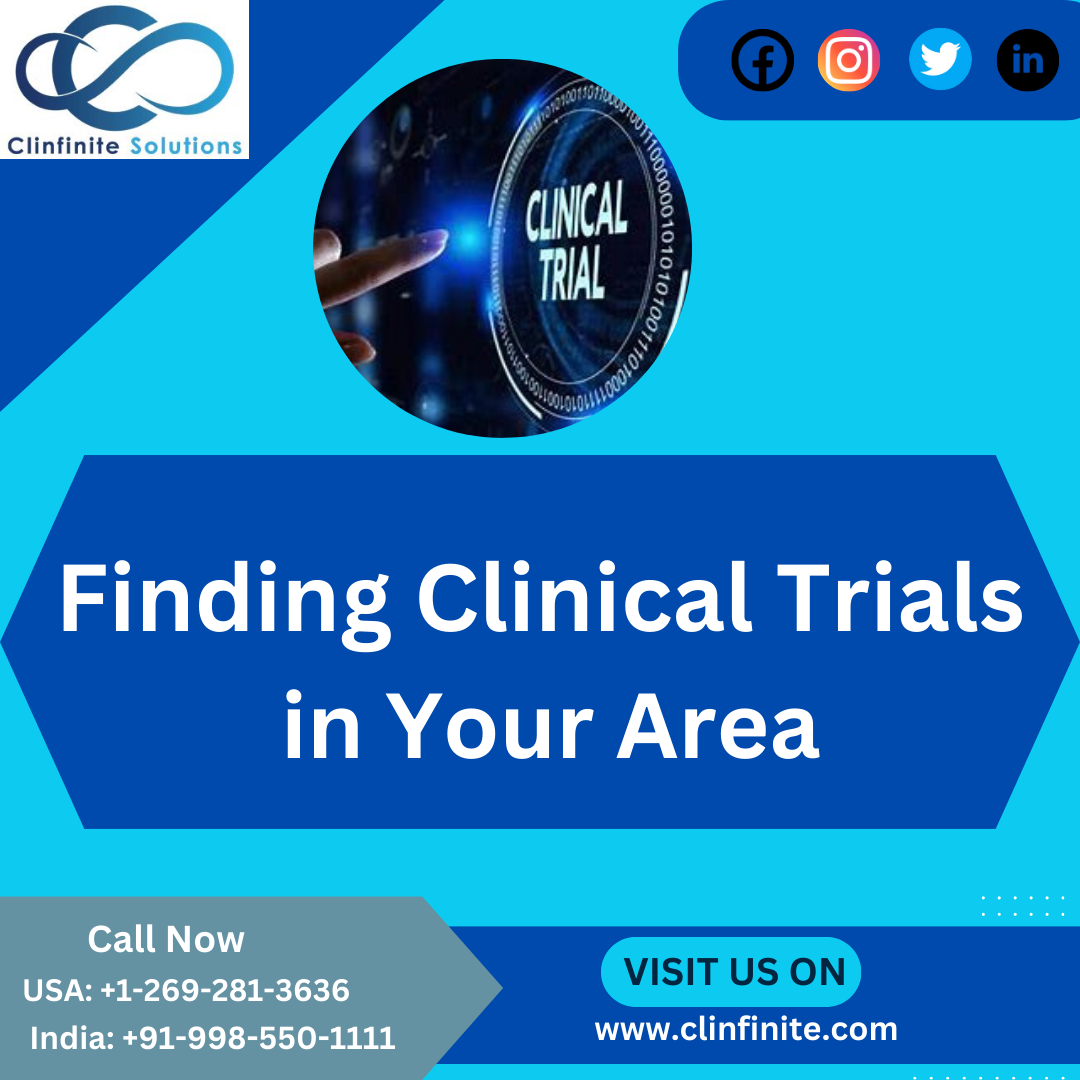 Clinfinite Solutions
CLINICAL
TRIAL
Finding Clinical Trials
in Your Area
Call Now
USA: +1-269-281-3636
India: +91-998-550-1111
VISIT US ON
www.clinfinite.com